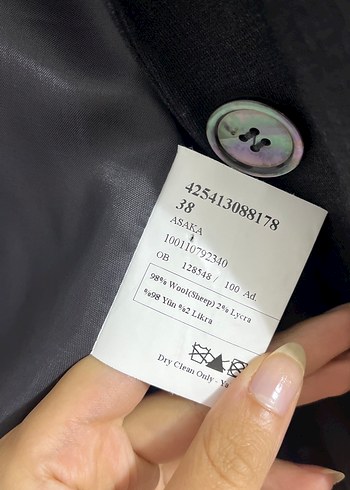 425413088178
38
ASAKA
100110792340
OB 128548 / 100 Ad.
98% Wool(Sheep) 2% Lycra
%98 Yün %2 Likra
Dry Clean Only - Ya